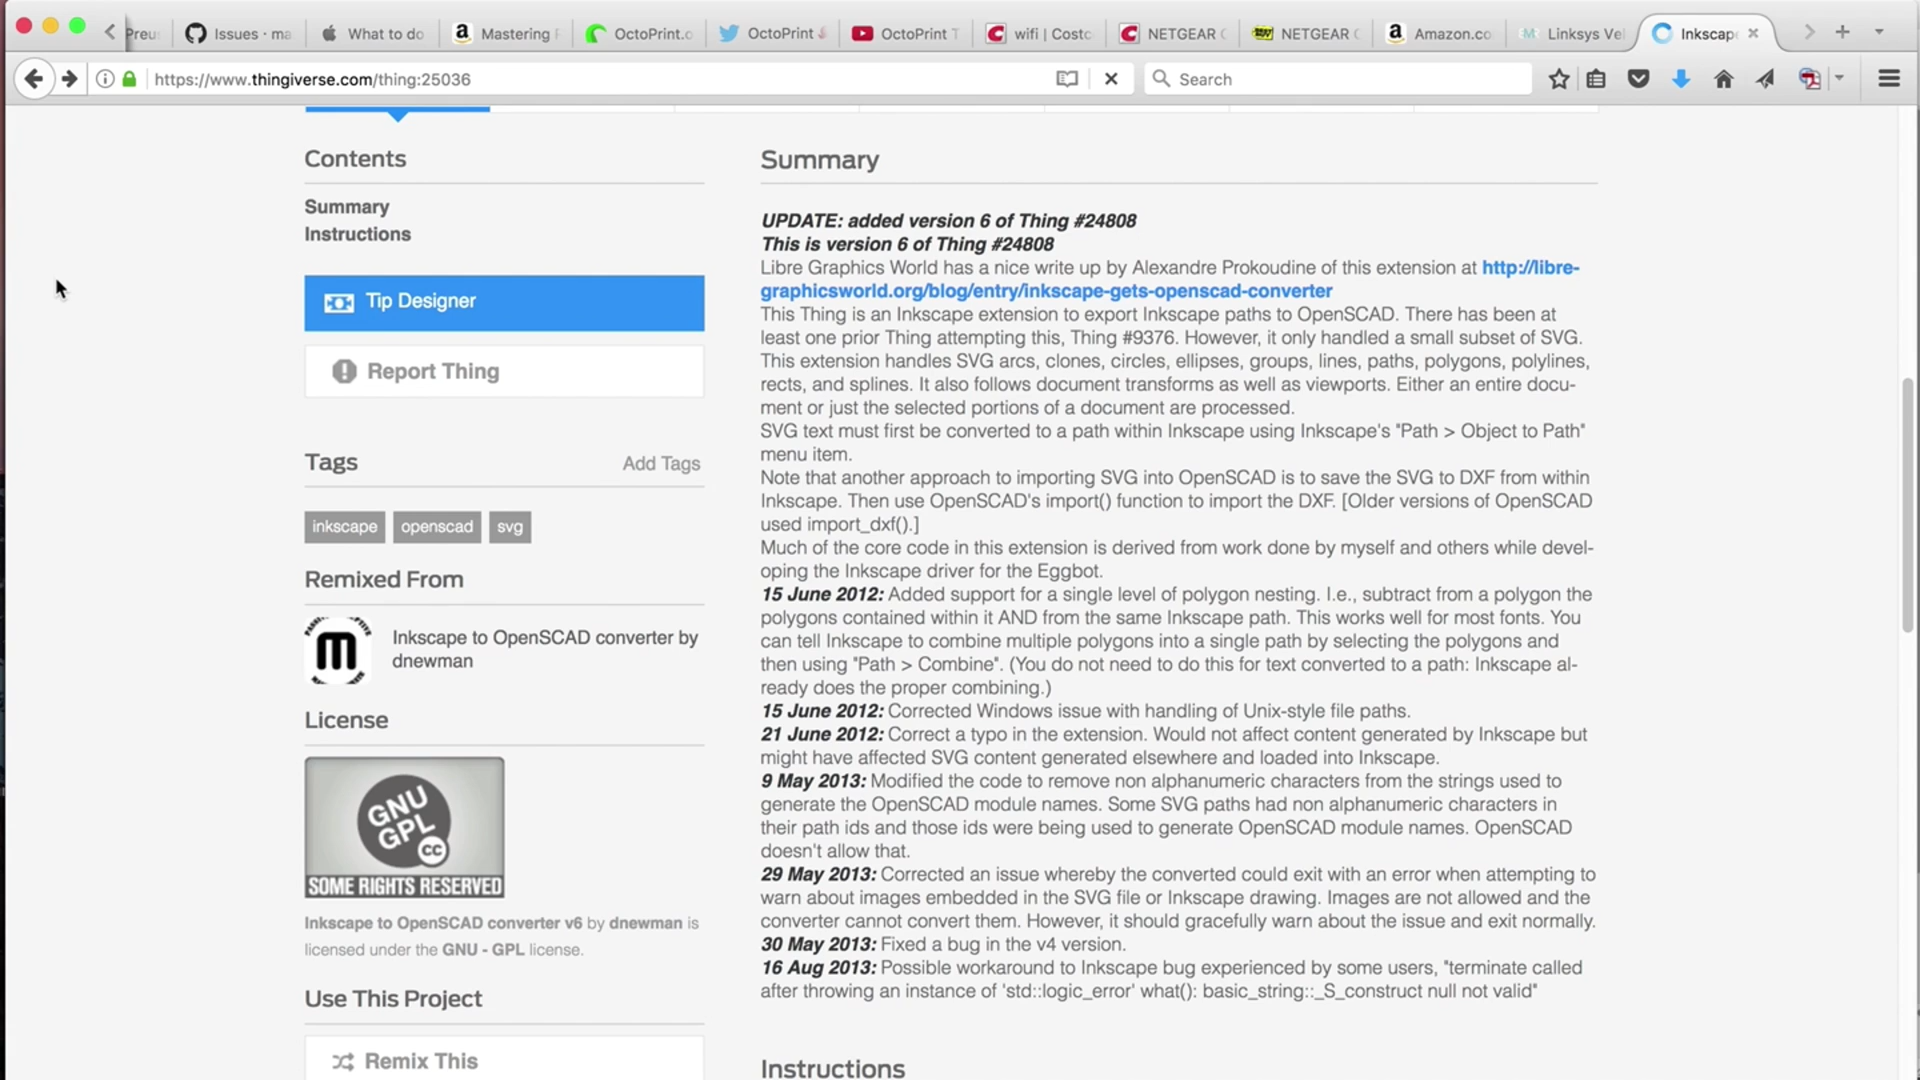 Preus
Issues · ma
What to do
Mastering
OctoPrint.o
OctoPrint
OctoPrint T
wifi | Costc
NETGEAR
NETGEAR
Amazon.co
Linksys Vel
Inkscap
https://www.thingiverse.com/thing:25036
Search
Contents
Summary
Instructions
Tip Designer
Report Thing
Tags
Add Tags
inkscape
openscad
svg
Remixed From
Inkscape to OpenSCAD converter by
dnewman
License
GNU
GPL
CC
SOME RIGHTS RESERVED
Inkscape to OpenSCAD converter v6 by dnewman is
licensed under the GNU - GPL license.
Use This Project
Remix This
Summary
UPDATE: added version 6 of Thing #24808
This is version 6 of Thing #24808
Libre Graphics World has a nice write up by Alexandre Prokoudine of this extension at http://libre-
graphicsworld.org/blog/entry/inkscape-gets-openscad-converter
This Thing is an Inkscape extension to export Inkscape paths to OpenSCAD. There has been at
least one prior Thing attempting this, Thing #9376. However, it only handled a small subset of SVG.
This extension handles SVG arcs, clones, circles, ellipses, groups, lines, paths, polygons, polylines,
rects, and splines. It also follows document transforms as well as viewports. Either an entire docu-
ment or just the selected portions of a document are processed.
SVG text must first be converted to a path within Inkscape using Inkscape's "Path > Object to Path"
menu item.
Note that another approach to importing SVG into OpenSCAD is to save the SVG to DXF from within
Inkscape. Then use OpenSCAD's import() function to import the DXF. [Older versions of OpenSCAD
used import_dxf().]
Much of the core code in this extension is derived from work done by myself and others while devel-
oping the Inkscape driver for the Eggbot.
15 June 2012: Added support for a single level of polygon nesting. I.e., subtract from a polygon the
polygons contained within it AND from the same Inkscape path. This works well for most fonts. You
can tell Inkscape to combine multiple polygons into a single path by selecting the polygons and
then using "Path > Combine". (You do not need to do this for text converted to a path: Inkscape al-
ready does the proper combining.)
15 June 2012: Corrected Windows issue with handling of Unix-style file paths.
21 June 2012: Correct a typo in the extension. Would not affect content generated by Inkscape but
might have affected SVG content generated elsewhere and loaded into Inkscape.
9 May 2013: Modified the code to remove non alphanumeric characters from the strings used to
generate the OpenSCAD module names. Some SVG paths had non alphanumeric characters in
their path ids and those ids were being used to generate OpenSCAD module names. OpenSCAD
doesn't allow that.
29 May 2013: Corrected an issue whereby the converted could exit with an error when attempting to
warn about images embedded in the SVG file or Inkscape drawing. Images are not allowed and the
converter cannot convert them. However, it should gracefully warn about the issue and exit normally.
30 May 2013: Fixed a bug in the v4 version.
16 Aug 2013: Possible workaround to Inkscape bug experienced by some users, "terminate called
after throwing an instance of 'std::logic_error' what(): basic_string::_S_construct null not valid"
Instructions